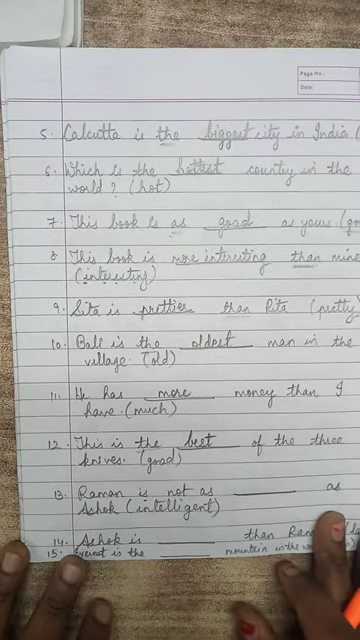 Page No.:
Date:
5. Calcutta is the biggest city in India (
6. Which is the hottest country in the
world? (hot)
7. This book is as good as yours. (go
8. This book is more interesting than mine
(interesting)
9. Sita is prettier than Rita (pretty
10. Bali is the oldest man in the
village. (old)
11. He has more money than I
have. (much)
12. This is the best of the three
knives. (good)
13. Raman is not as ______ as
Ashok (intelligent)
14. Ashok is ______ than Ram
15. Everest is the ______ mountain in the